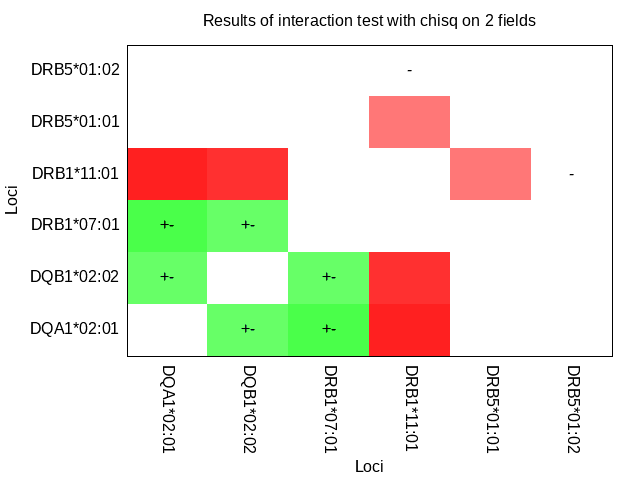 Results of interaction test with chisq on 2 fields
Loci
DRB5*01:02
-
DRB5*01:01
DRB1*11:01
-
DRB1*07:01
+-
+-
DQB1*02:02
+-
+-
DQA1*02:01
+-
+-
DQA1*02:01
DQB1*02:02
DRB1*07:01
DRB1*11:01
DRB5*01:01
DRB5*01:02
Loci